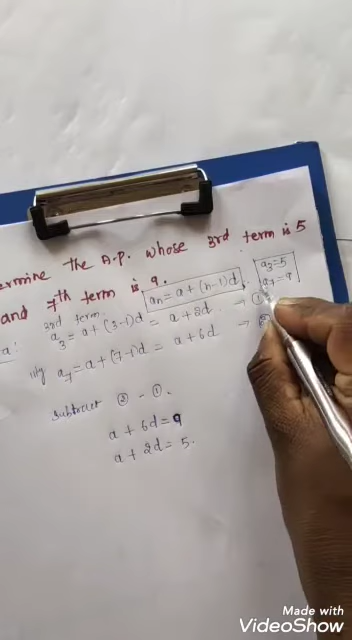 ermine the A.P. whose 3rd term is 5
and 7th term is 9.
an = a + (n-1)d.
a3 = 5
a7 = 9
3rd term.
a3 = a + (3-1)d = a + 2d → ①
llly a7 = a + (7-1)d = a + 6d →
Subtract ② - ①.
a + 6d = 9
a + 2d = 5.
Made with
VideoShow